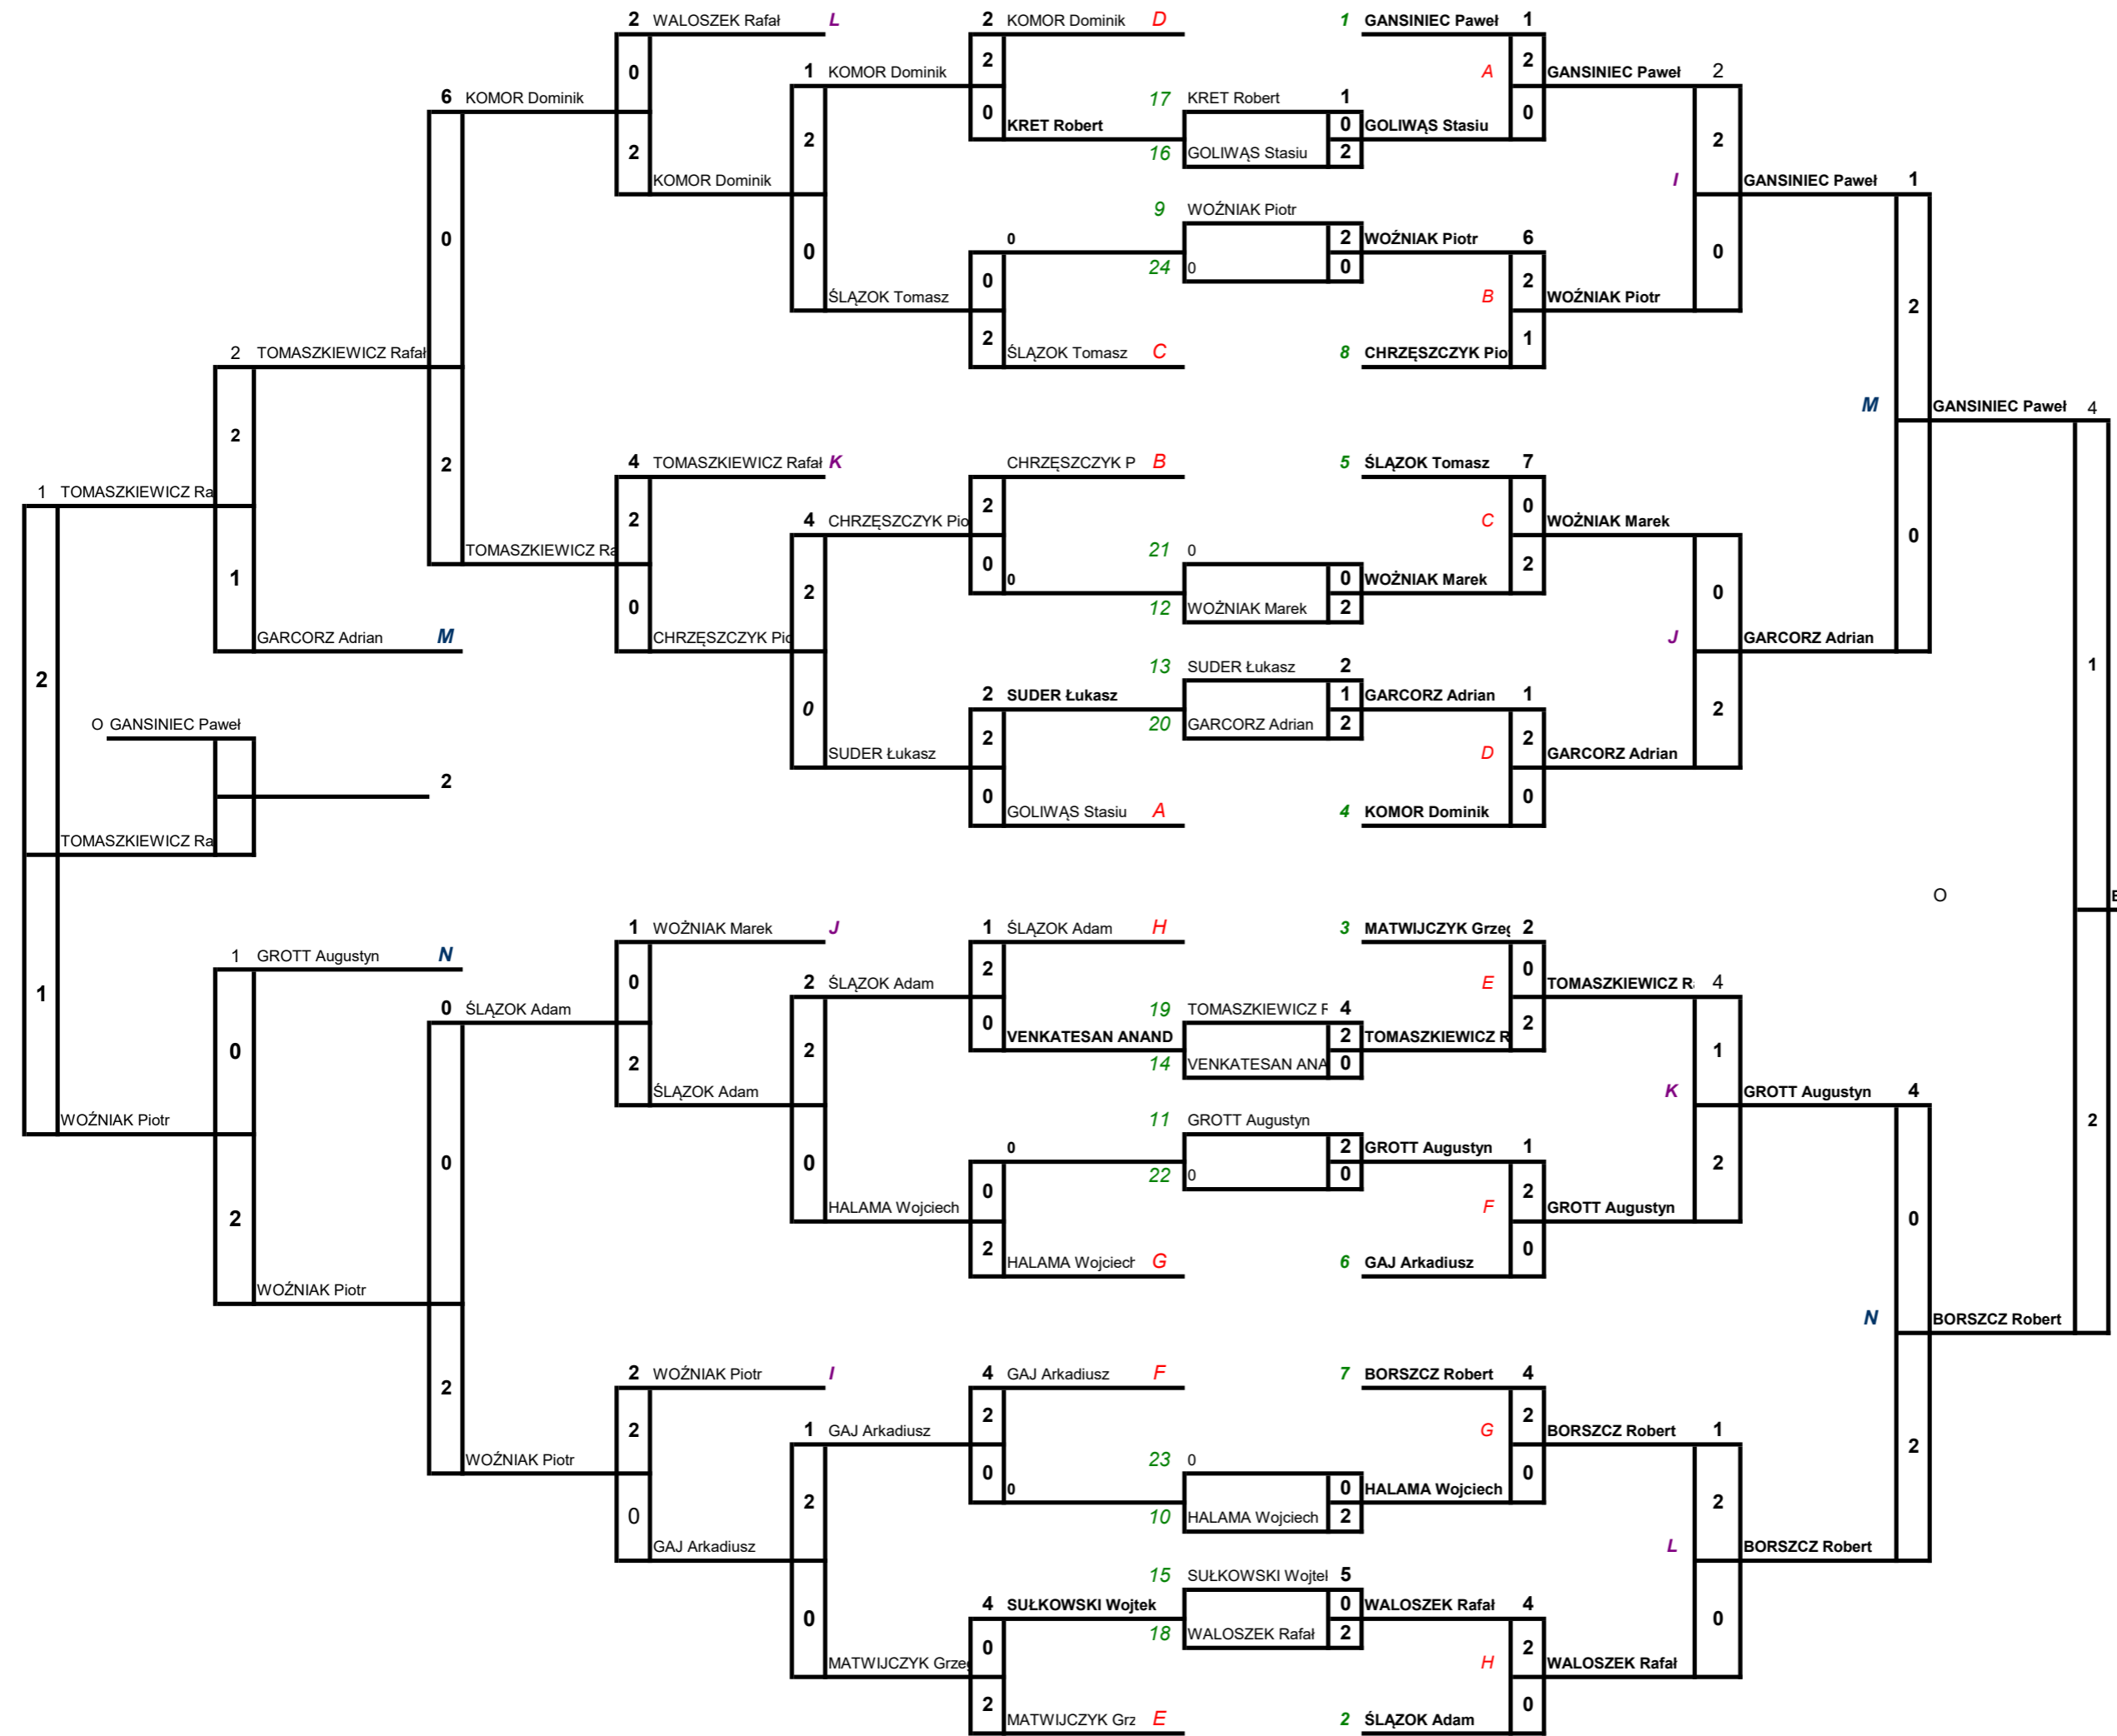 2 WALOSZEK Rafał L 2 KOMOR Dominik D 1 GANSINIEC Paweł 1
0 1 KOMOR Dominik 2 A 2 GANSINIEC Paweł 2
6 KOMOR Dominik 17 KRET Robert 1
0 KRET Robert 0 GOLIWĄS Stasiu 0
2 2 16 GOLIWĄS Stasiu 2 2
KOMOR Dominik I GANSINIEC Paweł 1
9 WOŹNIAK Piotr
0 0 0 2 WOŹNIAK Piotr 6 0
24 0 0
0 2 B
ŚLĄZOK Tomasz WOŹNIAK Piotr 2
2 TOMASZKIEWICZ Rafał 2 ŚLĄZOK Tomasz C 8 CHRZĘSZCZYK Pio 1
M GANSINIEC Paweł 4
2
2 4 TOMASZKIEWICZ Rafał K CHRZĘSZCZYK P B 5 ŚLĄZOK Tomasz 7
1 TOMASZKIEWICZ Ra 2 4 CHRZĘSZCZYK Pio 2 C 0 WOŹNIAK Marek 0
TOMASZKIEWICZ Ra 21 0
1 2 0 0 0 WOŹNIAK Marek 2 0
0 12 WOŹNIAK Marek 2
GARCORZ Adrian M CHRZĘSZCZYK Pio J GARCORZ Adrian
2 13 SUDER Łukasz 2 1
0 2 SUDER Łukasz 1 GARCORZ Adrian 1 2
O GANSINIEC Paweł 20 GARCORZ Adrian 2
2 SUDER Łukasz 2 D 2 GARCORZ Adrian
0 GOLIWĄS Stasiu A 4 KOMOR Dominik 0
TOMASZKIEWICZ Ra
O
1 WOŹNIAK Marek J 1 ŚLĄZOK Adam H 3 MATWIJCZYK Grzeg 2
1 GROTT Augustyn N
1 0 2 ŚLĄZOK Adam 2 E 0 TOMASZKIEWICZ R 4
0 ŚLĄZOK Adam 19 TOMASZKIEWICZ F 4
0 VENKATESAN ANAND 2 TOMASZKIEWICZ R 2
0 2 2 14 VENKATESAN ANA 0 1
ŚLĄZOK Adam K GROTT Augustyn 4
WOŹNIAK Piotr 11 GROTT Augustyn 2
0 0 0 2 GROTT Augustyn 1 2
22 0 0
2 HALAMA Wojciech 0 F 2 GROTT Augustyn 0
2 HALAMA Wojciech G 6 GAJ Arkadiusz 0
WOŹNIAK Piotr
N BORSZCZ Robert
2 2 WOŹNIAK Piotr I 4 GAJ Arkadiusz F 7 BORSZCZ Robert 4
2 1 GAJ Arkadiusz 2 G 2 BORSZCZ Robert 1 2
WOŹNIAK Piotr 23 0
0 0 0 HALAMA Wojciech 0
0 2 10 HALAMA Wojciech 2 2
GAJ Arkadiusz L BORSZCZ Robert
15 SUŁKOWSKI Wojtel 5
0 4 SUŁKOWSKI Wojtek 0 WALOSZEK Rafał 4 0
18 WALOSZEK Rafał 2
MATWIJCZYK Grzeg 0 H 2 WALOSZEK Rafał
2 MATWIJCZYK Grz E 2 ŚLĄZOK Adam 0